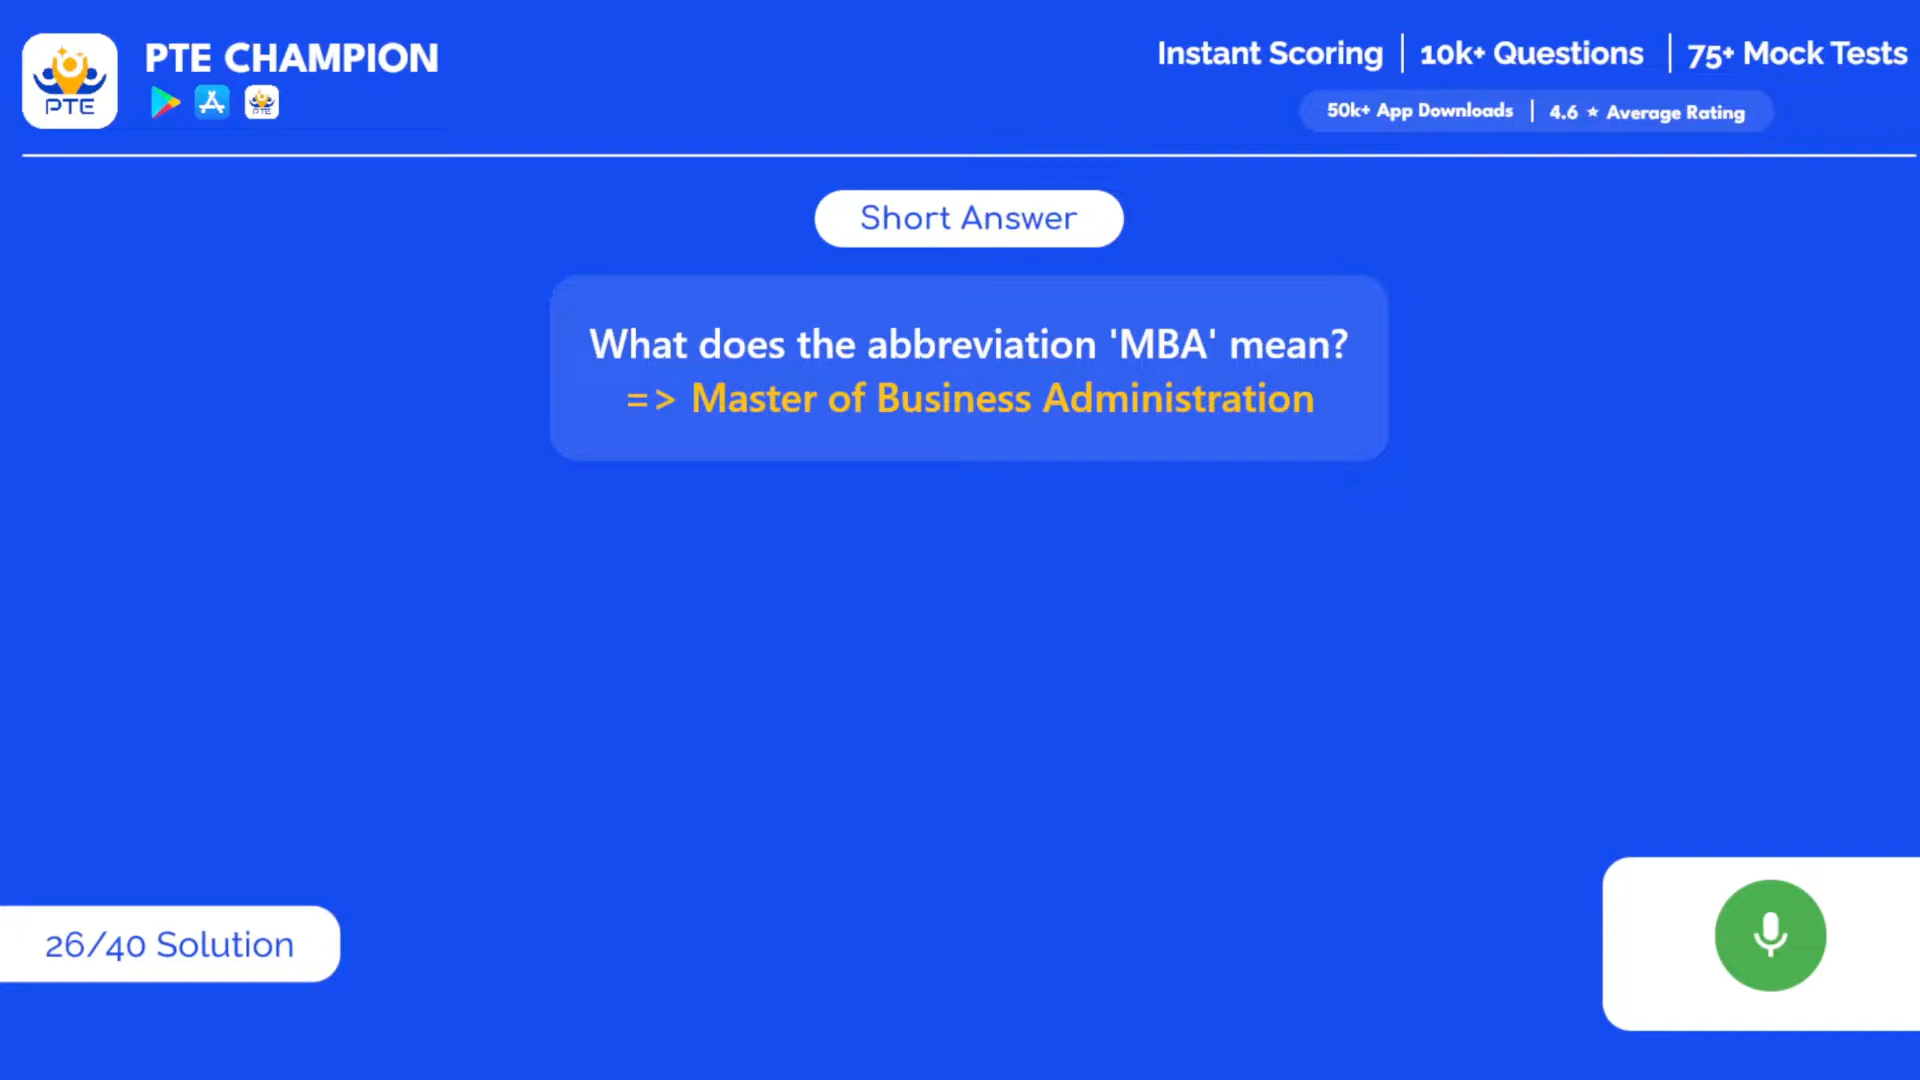 PTE CHAMPION
PTE
PTE
Instant Scoring | 10k+ Questions | 75+ Mock Tests
50k+ App Downloads | 4.6 ★ Average Rating
Short Answer
What does the abbreviation 'MBA' mean?
=> Master of Business Administration
26/40 Solution